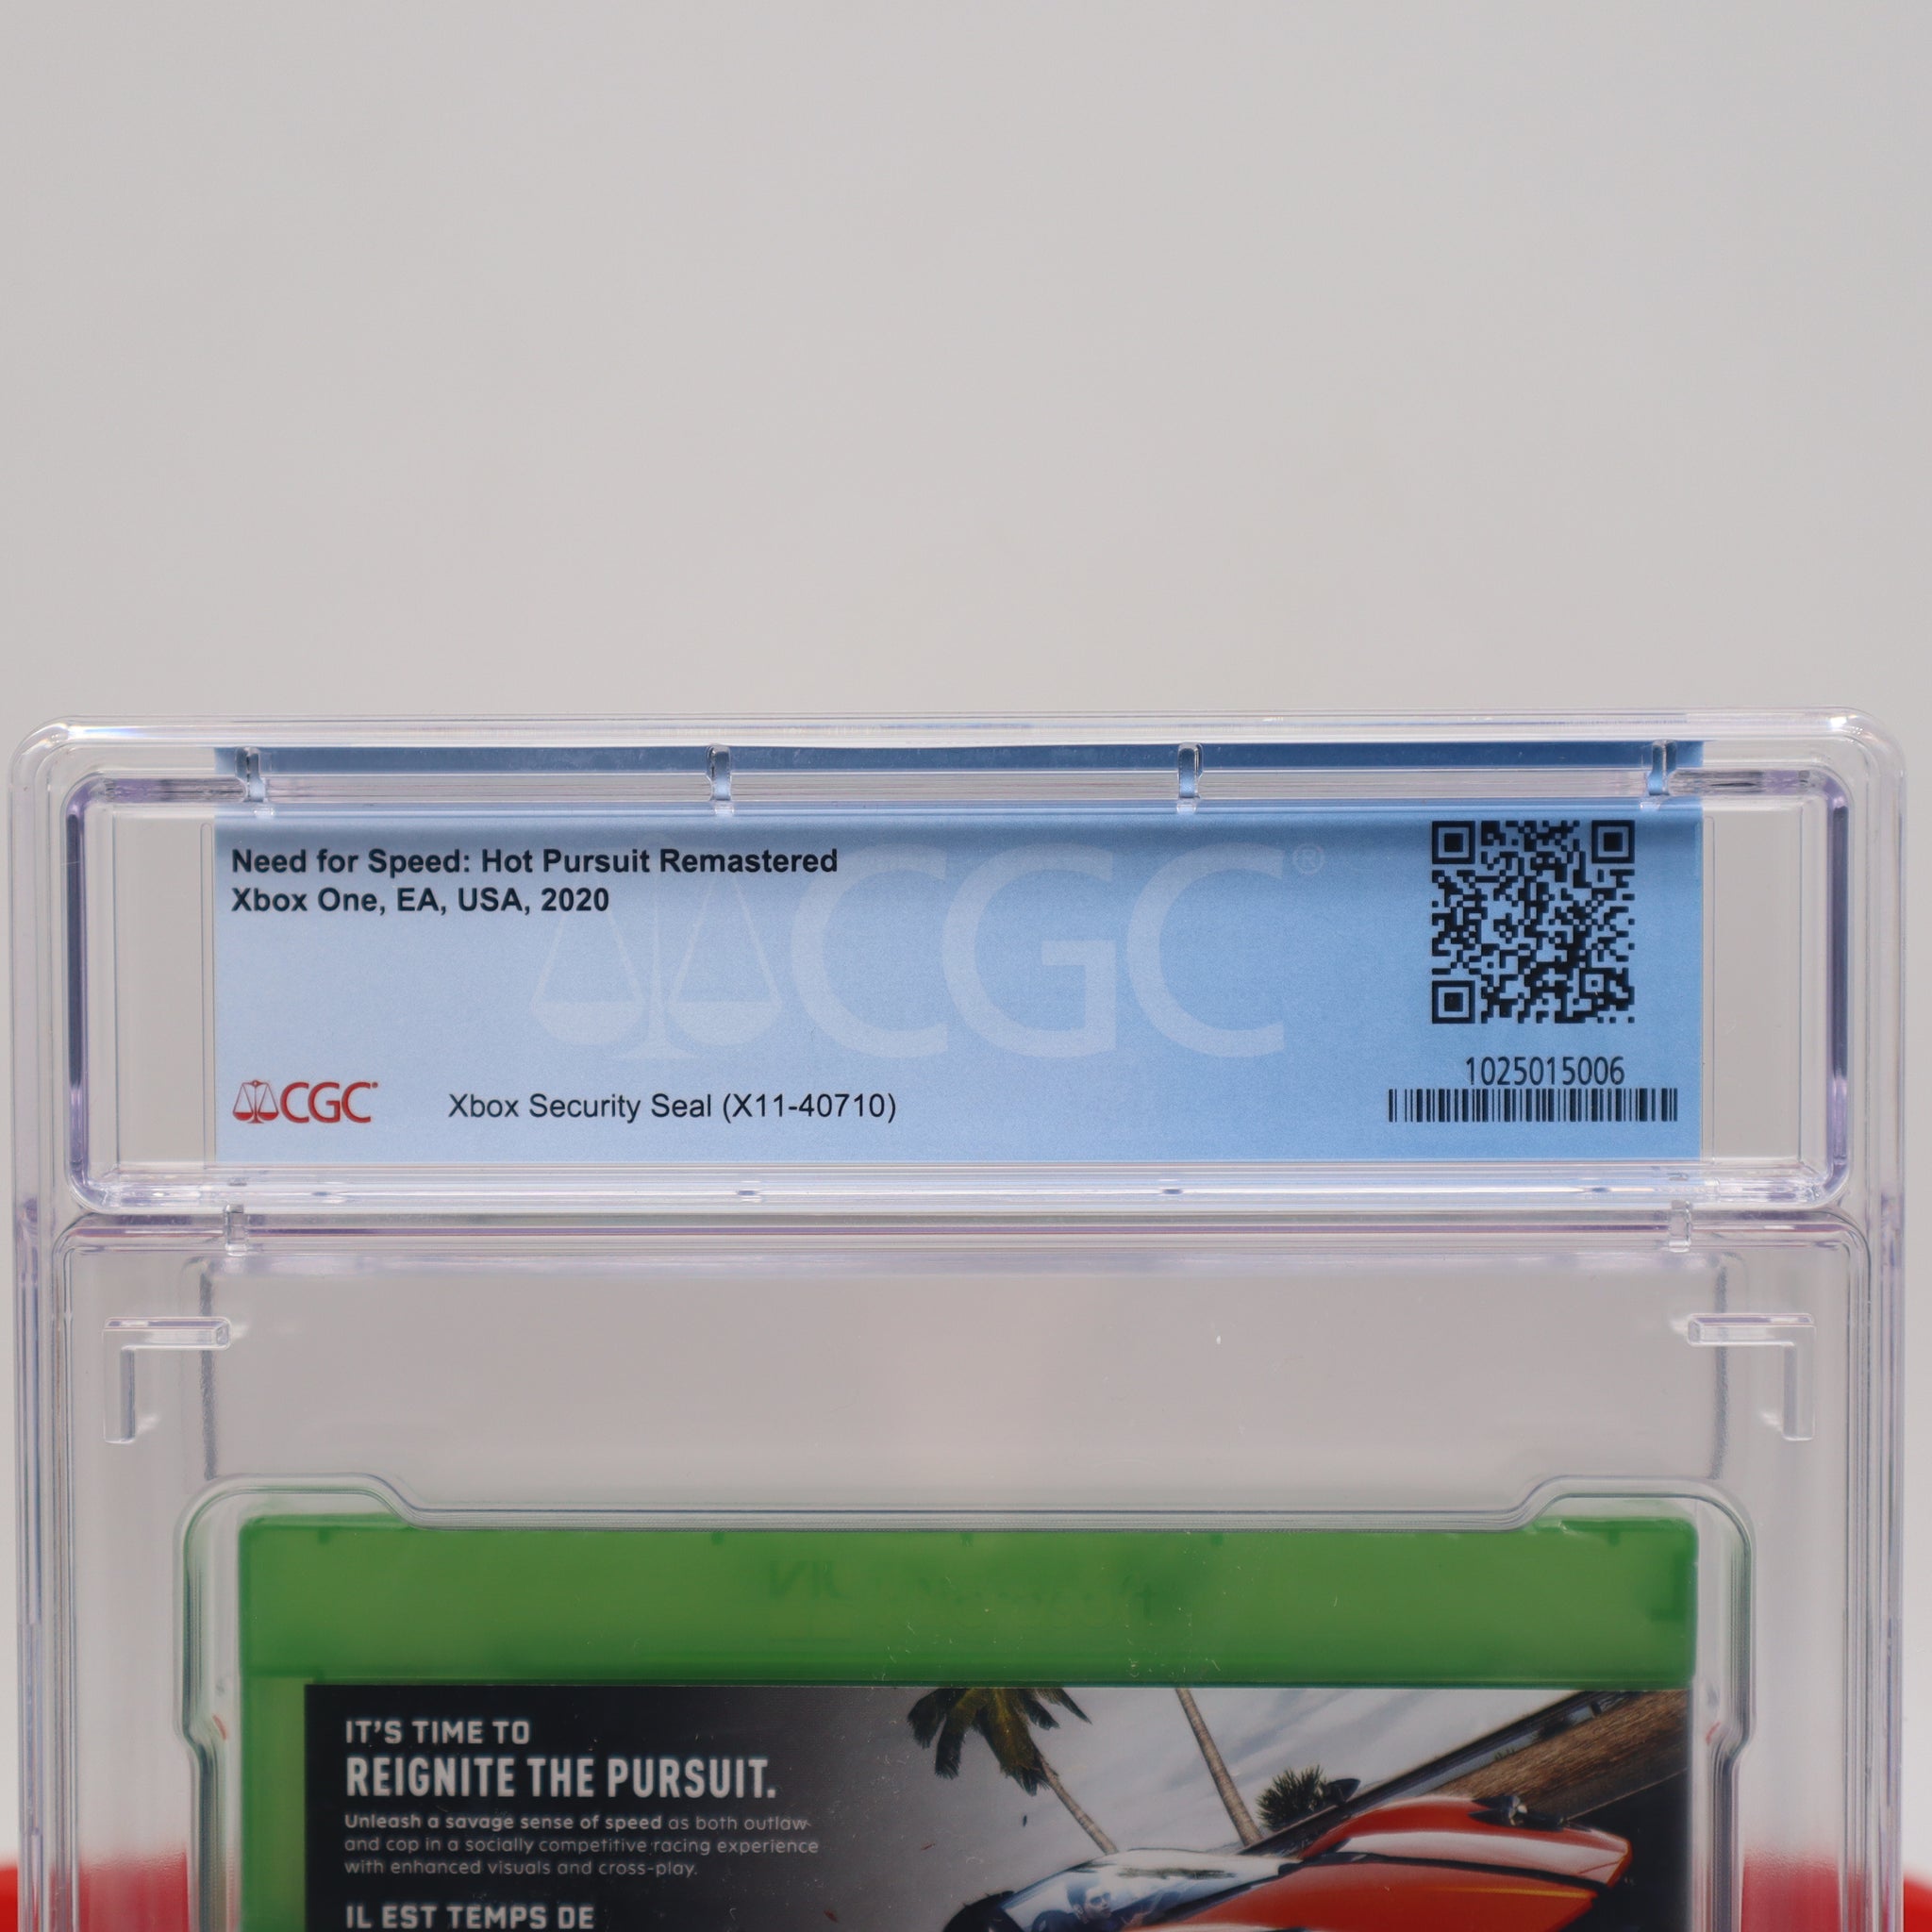 Need for Speed: Hot Pursuit Remastered
Xbox One, EA, USA, 2020
CGC®
1025015006
CGC
Xbox Security Seal (X11-40710)
IT'S TIME TO
REIGNITE THE PURSUIT.
Unleash a savage sense of speed as both outlaw
and cop in a socially competitive racing experience
with enhanced visuals and cross-play.
IL EST TEMPS DE